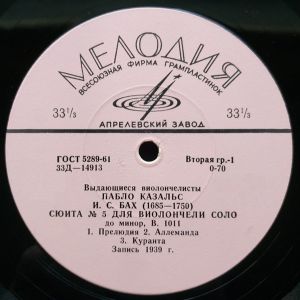 МЕЛОДИЯ
ВСЕСОЮЗНАЯ ФИРМА ГРАМПЛАСТИНОК
33⅓ 33⅓
АПРЕЛЕВСКИЙ ЗАВОД
ГОСТ 5289-61 Вторая гр.-1
33Д—14913 0-70
Выдающиеся виолончелисты
ПАБЛО КАЗАЛЬС
И. С. БАХ (1685—1750)
СЮИТА № 5 ДЛЯ ВИОЛОНЧЕЛИ СОЛО
до минор, В. 1011
1. Прелюдия 2. Аллеманда
3. Куранта
Запись 1939 г.